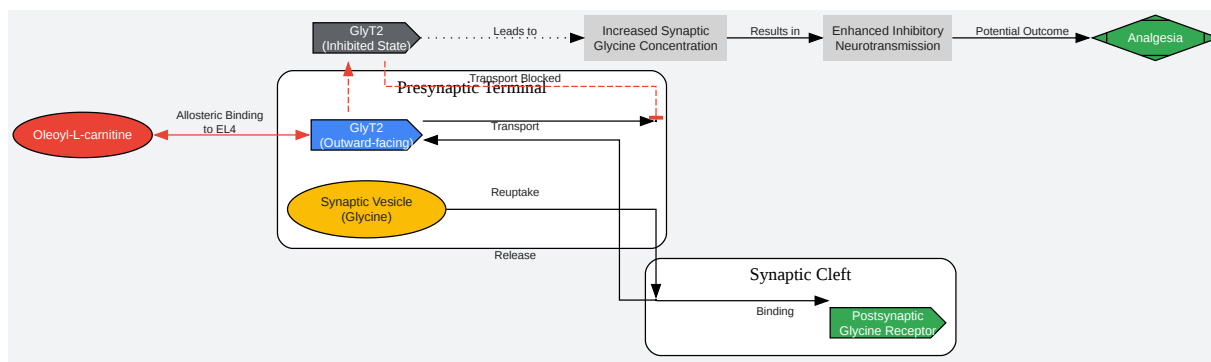 GlyT2
(Inhibited State)
Leads to
Increased Synaptic
Glycine Concentration
Results in
Enhanced Inhibitory
Neurotransmission
Potential Outcome
Analgesia
Transport Blocked
Presynaptic Terminal
Oleoyl-L-carnitine
Allosteric Binding
to EL4
GlyT2
(Outward-facing)
Transport
Reuptake
Synaptic Vesicle
(Glycine)
Release
Synaptic Cleft
Binding
Postsynaptic
Glycine Receptor